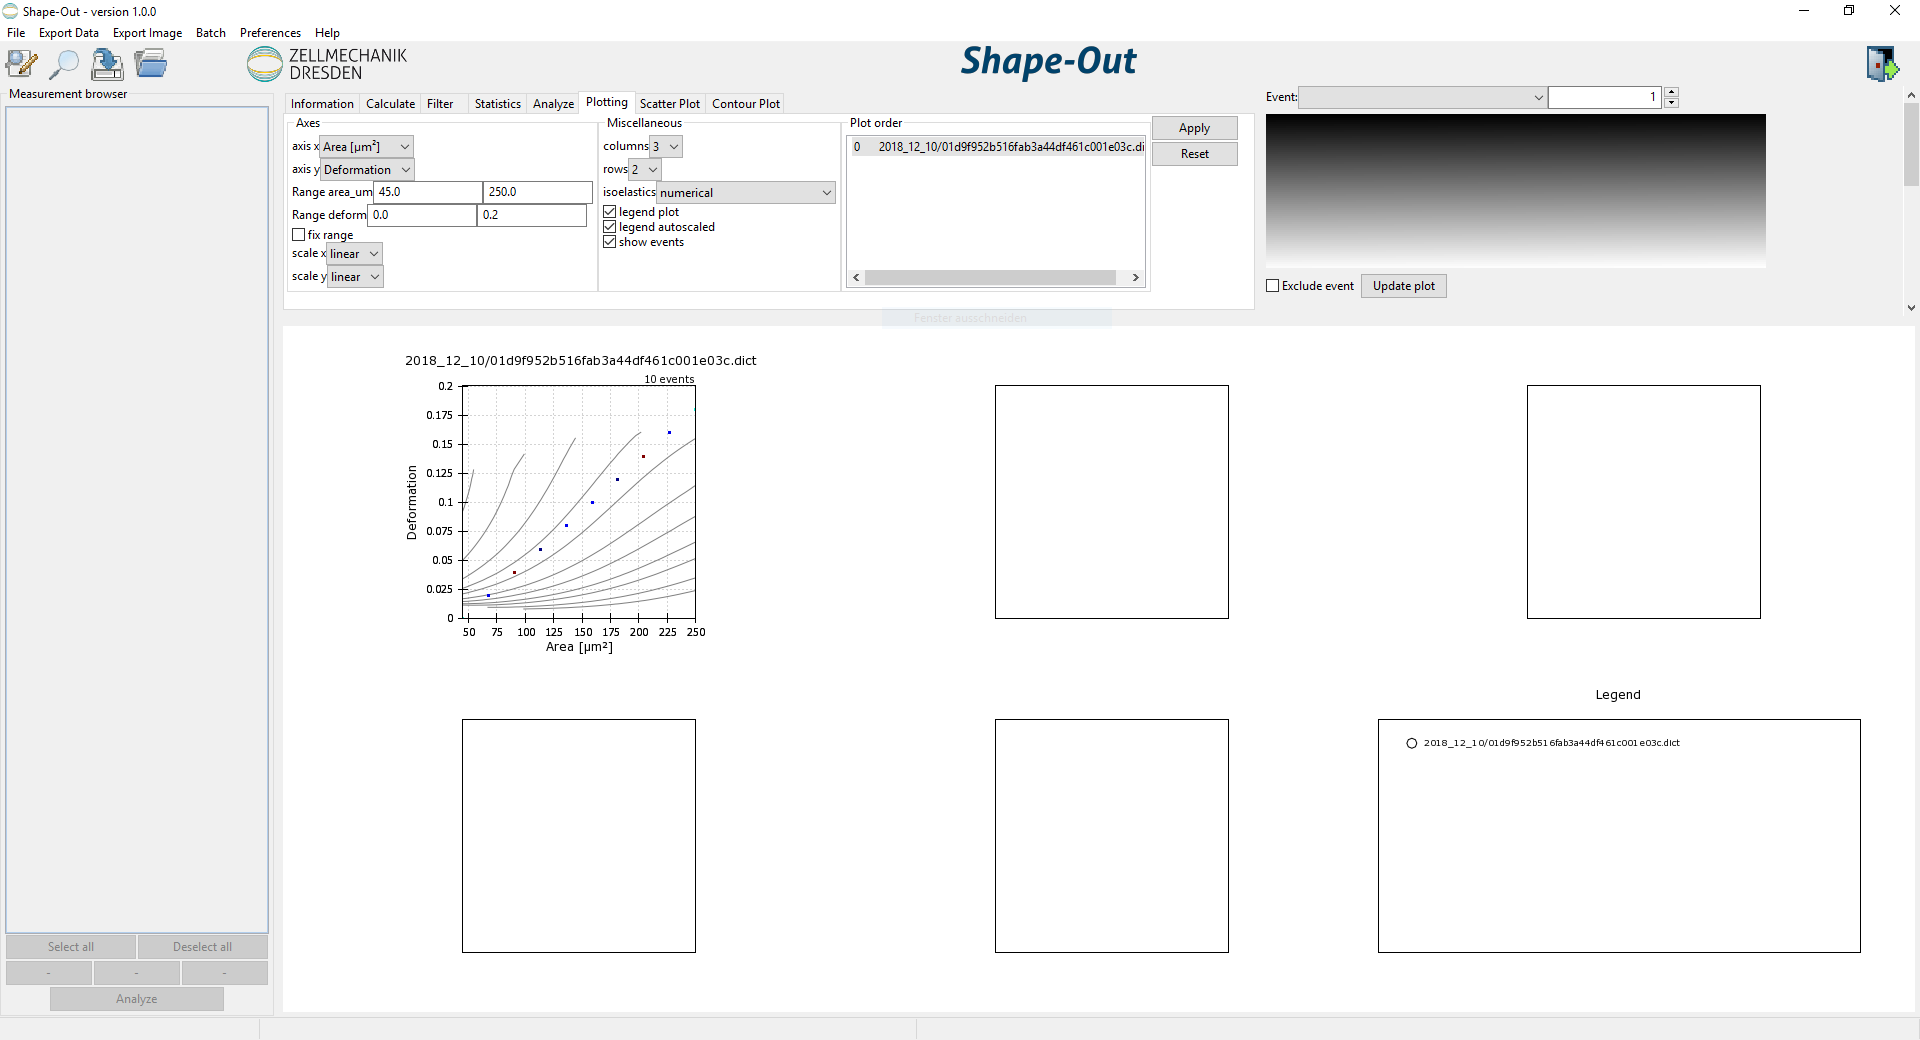 Shape-Out - version 1.0.0
File Export Data Export Image Batch Preferences Help
ZELLMECHANIK
DRESDEN
Shape-Out
Measurement browser
Select all Deselect all
- - -
Analyze
Information Calculate Filter Statistics Analyze Plotting Scatter Plot Contour Plot
Axes
axis x Area [µm²]
axis y Deformation
Range area_um 45.0 250.0
Range deform 0.0 0.2
fix range
scale x linear
scale y linear
Miscellaneous
columns 3
rows 2
isoelastics numerical
legend plot
legend autoscaled
show events
Plot order
0 2018_12_10/01d9f952b516fab3a44df461c001e03c.di
Apply
Reset
Event: 1
Exclude event Update plot
Fenster ausschneiden
2018_12_10/01d9f952b516fab3a44df461c001e03c.dict
10 events
0.2
0.175
0.15
0.125
0.1
0.075
0.05
0.025
0
Deformation
50 75 100 125 150 175 200 225 250
Area [µm²]
Legend
2018_12_10/01d9f952b516fab3a44df461c001e03c.dict